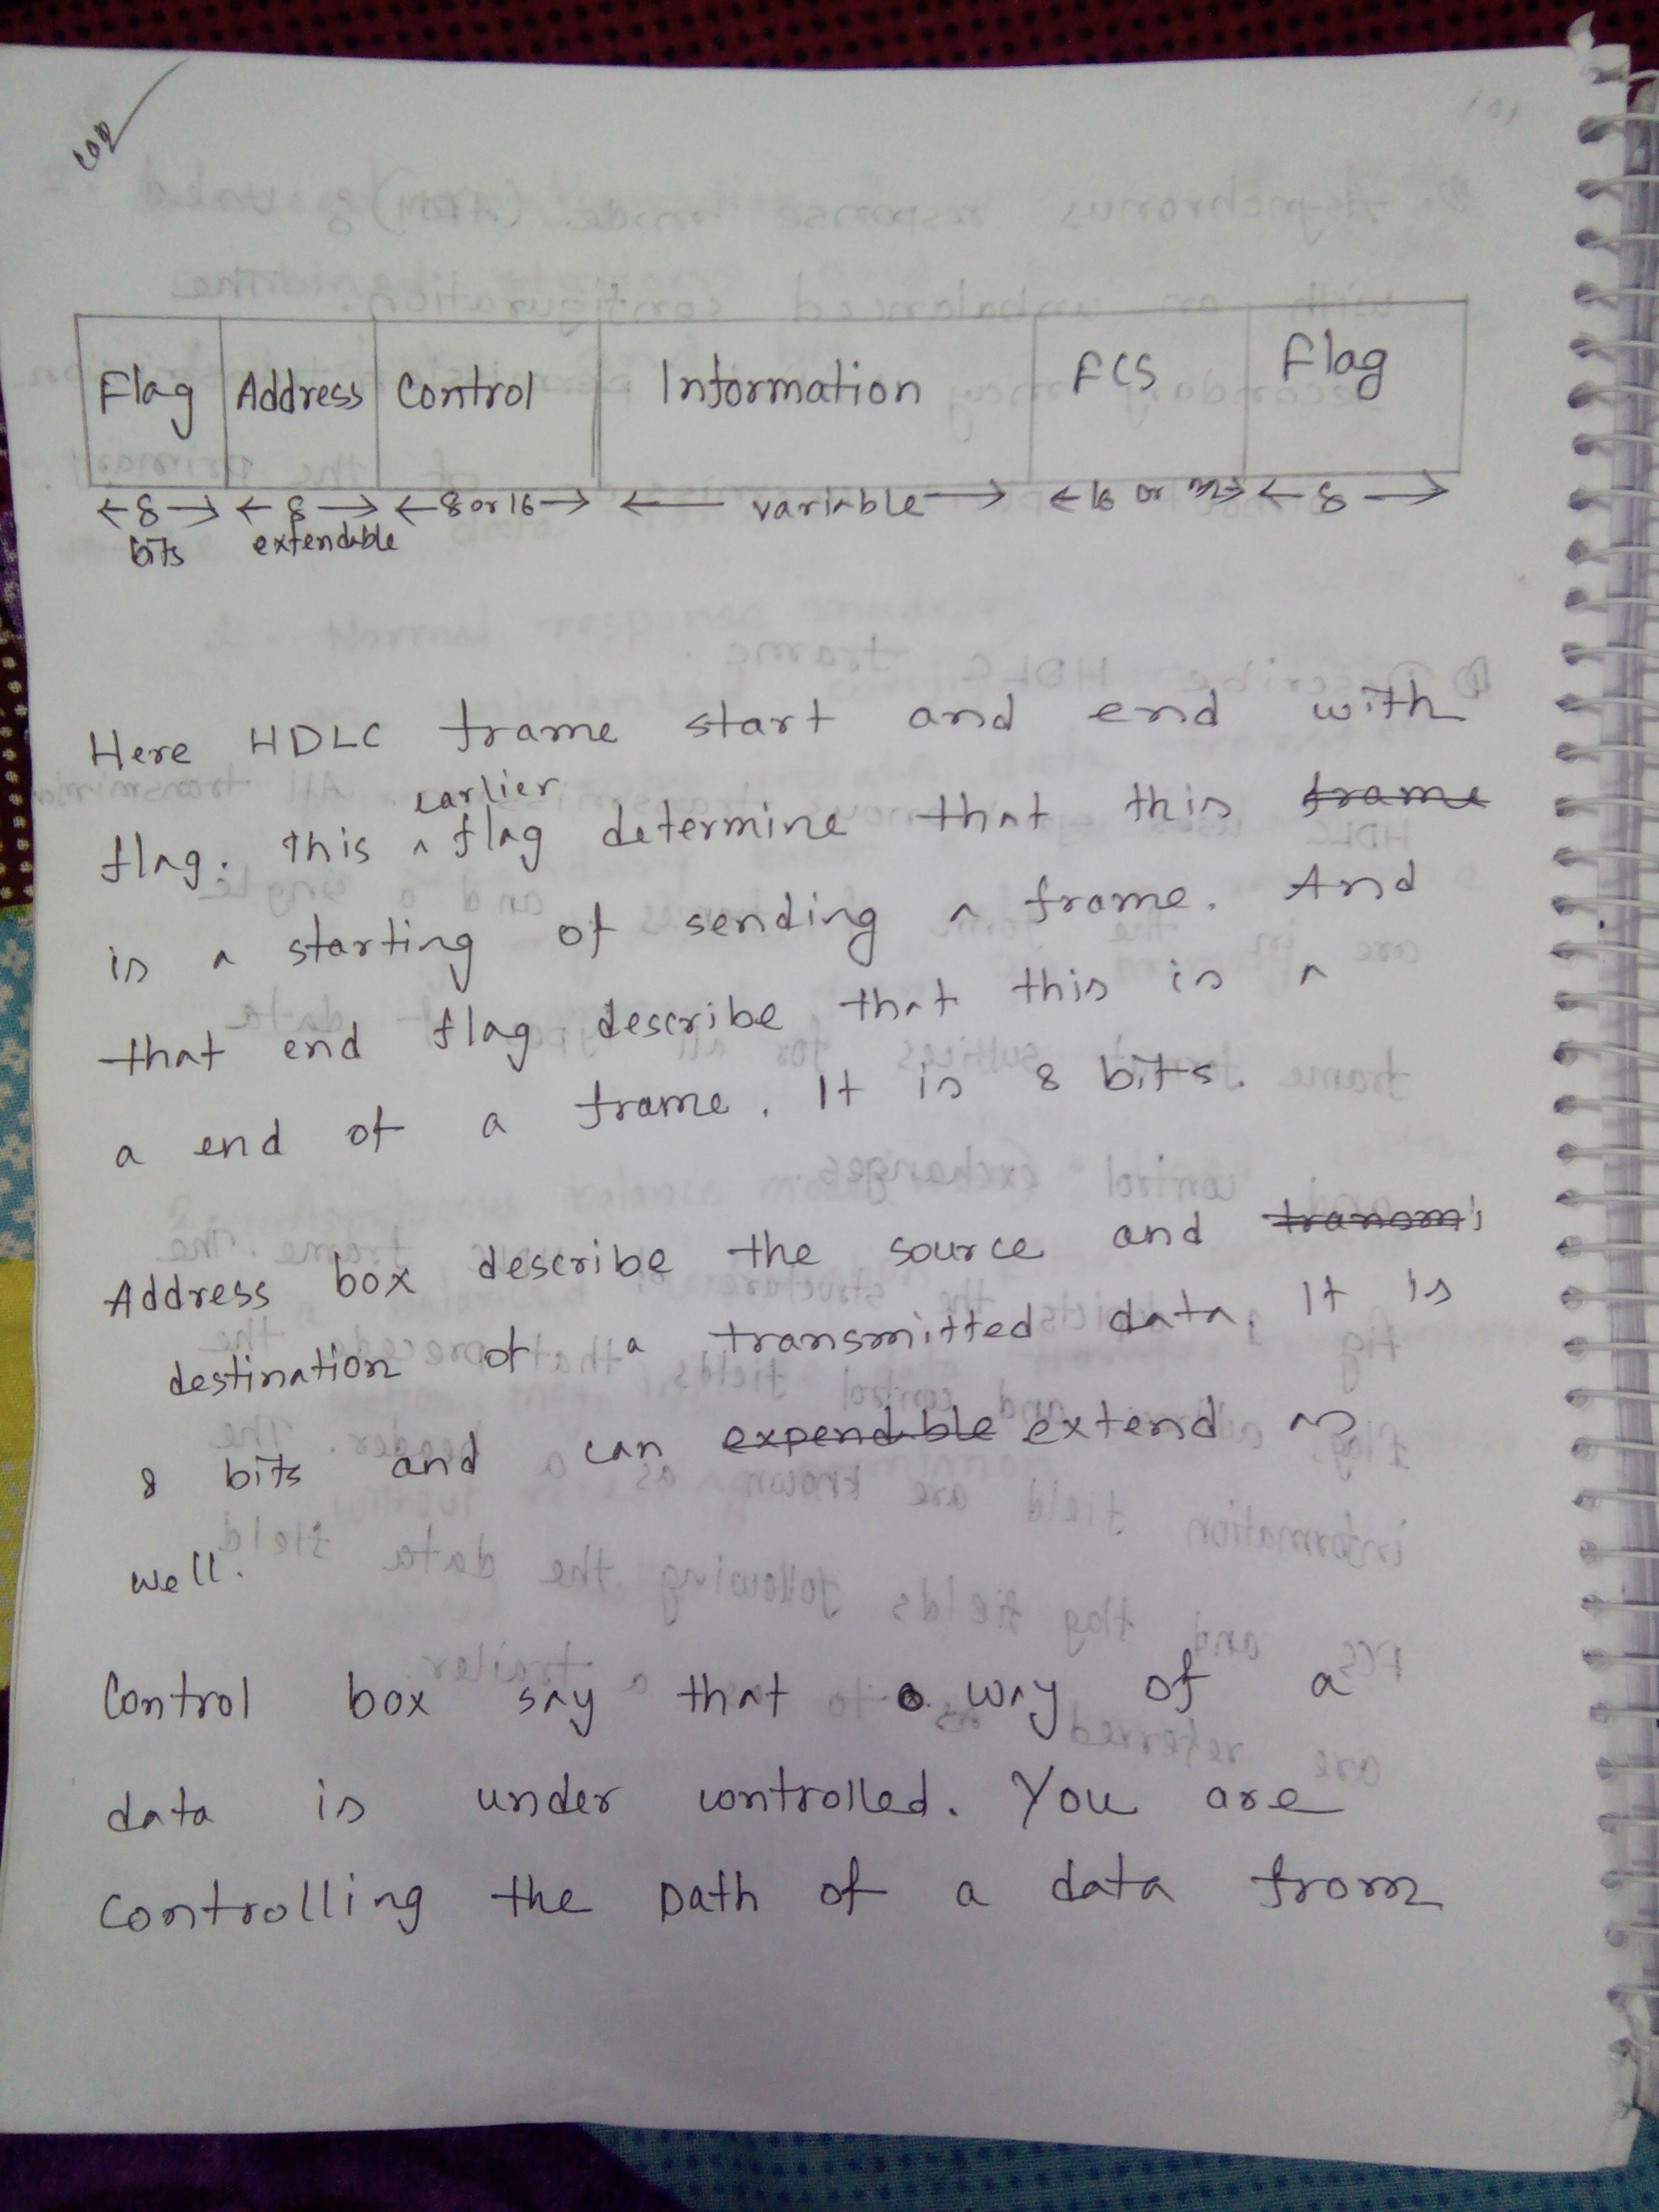 Flag Address Control Information FCS Flag
←8→ ←8→ ←8 or 16→ ← variable → ←16 or 32→ ←8→
bits extendable
Here HDLC frame start and end with
flag. This ^ earlier flag determine that this ~~frame~~
is a starting of sending a frame. And
that end flag describe that this is a
a end of a frame. It is 8 bits.
Address box describe the source and ~~transmi~~
destination of a transmitted data. It is
8 bits and can ~~expendable~~ extend as
well.
Control box say that a way of a
data is under controlled. You are
controlling the path of a data from